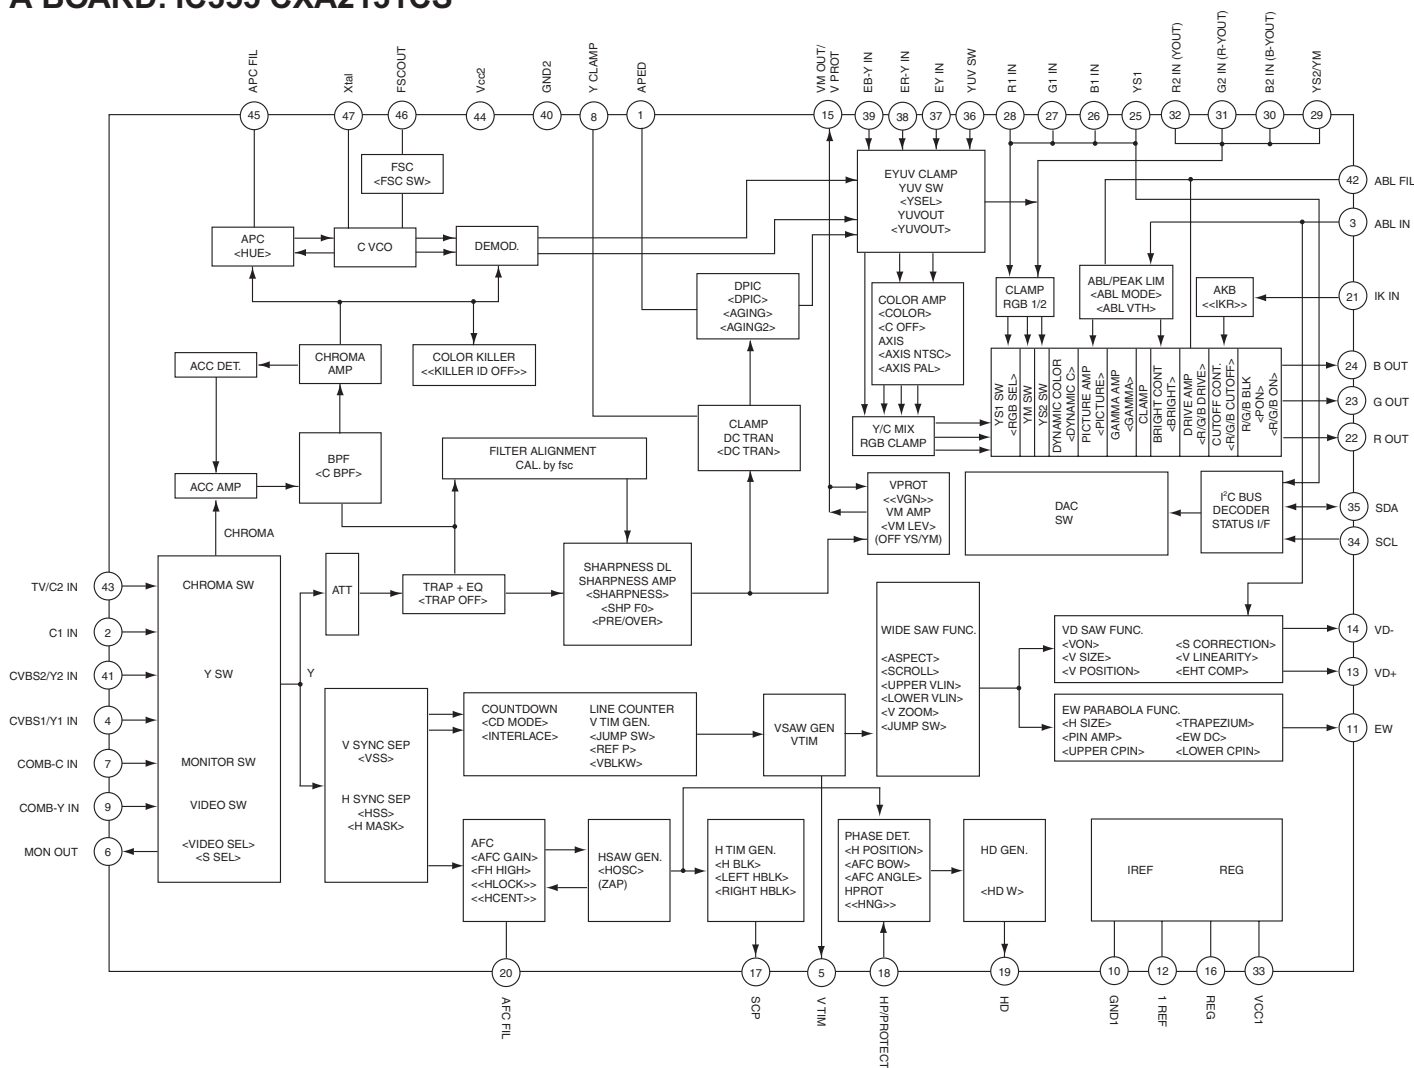 A BOARD: IC355 CXA2131CS
APC FIL
Xtal
FSCOUT
Vcc2
GND2
Y CLAMP
APED
VM OUT/
V PROT
EB-Y IN
ER-Y IN
EY IN
YUV SW
R1 IN
G1 IN
B1 IN
YS1
R2 IN (YOUT)
G2 IN (R-YOUT)
B2 IN (B-YOUT)
YS2/YM
45
47
46
44
40
8
1
15
39
38
37
36
28
27
26
25
32
31
30
29
FSC
<FSC SW>
EYUV CLAMP
YUV SW
<YSEL>
YUVOUT
<YUVOUT>
42
ABL FIL
3
ABL IN
APC
<HUE>
C VCO
DEMOD.
DPIC
<DPIC>
<AGING>
<AGING2>
COLOR AMP
<COLOR>
<C OFF>
AXIS
<AXIS NTSC>
<AXIS PAL>
CLAMP
RGB 1/2
ABL/PEAK LIM
<ABL MODE>
<ABL VTH>
AKB
<<IKR>>
21
IK IN
ACC DET.
CHROMA
AMP
COLOR KILLER
<<KILLER ID OFF>>
YS1 SW
<RGB SEL>
YM SW
YS2 SW
DYNAMIC COLOR
<DYNAMIC C>
PICTURE AMP
<PICTURE>
GAMMA AMP
<GAMMA>
CLAMP
BRIGHT CONT
<BRIGHT>
DRIVE AMP
<R/G/B DRIVE>
CUTOFF CONT.
<R/G/B CUTOFF>
R/G/B BLK
<PON>
<R/G/B ON>
24
B OUT
23
G OUT
22
R OUT
CLAMP
DC TRAN
<DC TRAN>
Y/C MIX
RGB CLAMP
FILTER ALIGNMENT
CAL. by fsc
BPF
<C BPF>
ACC AMP
VPROT
<<VGN>>
VM AMP
<VM LEV>
(OFF YS/YM)
DAC
SW
I²C BUS
DECODER
STATUS I/F
35
SDA
34
SCL
CHROMA
TV/C2 IN
43
CHROMA SW
ATT
TRAP + EQ
<TRAP OFF>
SHARPNESS DL
SHARPNESS AMP
<SHARPNESS>
<SHP F0>
<PRE/OVER>
C1 IN
2
CVBS2/Y2 IN
41
Y SW
Y
WIDE SAW FUNC.
<ASPECT>
<SCROLL>
<UPPER VLIN>
<LOWER VLIN>
<V ZOOM>
<JUMP SW>
VD SAW FUNC.
<VON>
<V SIZE>
<V POSITION>
<S CORRECTION>
<V LINEARITY>
<EHT COMP>
14
VD-
13
VD+
CVBS1/Y1 IN
4
COUNTDOWN
<CD MODE>
<INTERLACE>
LINE COUNTER
V TIM GEN.
<JUMP SW>
<REF P>
<VBLKW>
VSAW GEN
VTIM
EW PARABOLA FUNC.
<H SIZE>
<PIN AMP>
<UPPER CPIN>
<TRAPEZIUM>
<EW DC>
<LOWER CPIN>
11
EW
COMB-C IN
7
MONITOR SW
V SYNC SEP
<VSS>
COMB-Y IN
9
VIDEO SW
H SYNC SEP
<HSS>
<H MASK>
MON OUT
6
<VIDEO SEL>
<S SEL>
AFC
<AFC GAIN>
<FH HIGH>
<<HLOCK>>
<<HCENT>>
HSAW GEN.
<HOSC>
(ZAP)
H TIM GEN.
<H BLK>
<LEFT HBLK>
<RIGHT HBLK>
PHASE DET.
<H POSITION>
<AFC BOW>
<AFC ANGLE>
HPROT
<<HNG>>
HD GEN.
<HD W>
IREF
REG
20
17
5
18
19
10
12
16
33
AFC FIL
SCP
V TIM
HP/PROTECT
HD
GND1
1 REF
REG
VCC1